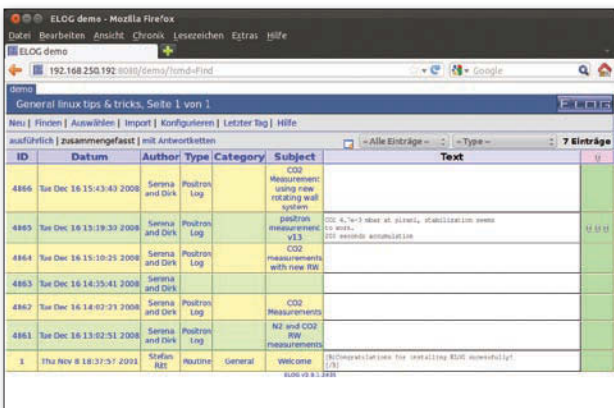 ELOG demo - Mozilla Firefox
Datei Bearbeiten Ansicht Chronik Lesezeichen Extras Hilfe
ELOG demo
192.168.250.192:8080/demo/?cmd=Find
Google
demo
General linux tips & tricks, Seite 1 von 1
ELOG
Neu | Finden | Auswählen | Import | Konfigurieren | Letzter Tag | Hilfe
ausführlich | zusammengefasst | mit Antwortketten
-- Alle Einträge -- -- Type -- 7 Einträge
ID Datum Author Type Category Subject Text
4866 Tue Dec 16 15:43:43 2008 Serena and Dirk Positron Log CO2 Measurement using new rotating wall system
4865 Tue Dec 16 15:19:33 2008 Serena and Dirk Positron Log positron measurement v13 CO2 4.7e-3 mbar at pirani, stabilization seems to work. 200 seconds accumulation
4864 Tue Dec 16 15:10:25 2008 Serena and Dirk Positron Log CO2 measurements with new RW
4863 Tue Dec 16 14:35:41 2008 Serena and Dirk
4862 Tue Dec 16 14:02:23 2008 Serena and Dirk Positron Log CO2 Measurements
4861 Tue Dec 16 13:02:51 2008 Serena and Dirk Positron Log N2 and CO2 RW measurements
1 Thu Nov 8 18:37:57 2001 Stefan Ritt Routine General Welcome [B]Congratulations for installing ELOG successfully! [/B]
ELOG V2.9.1